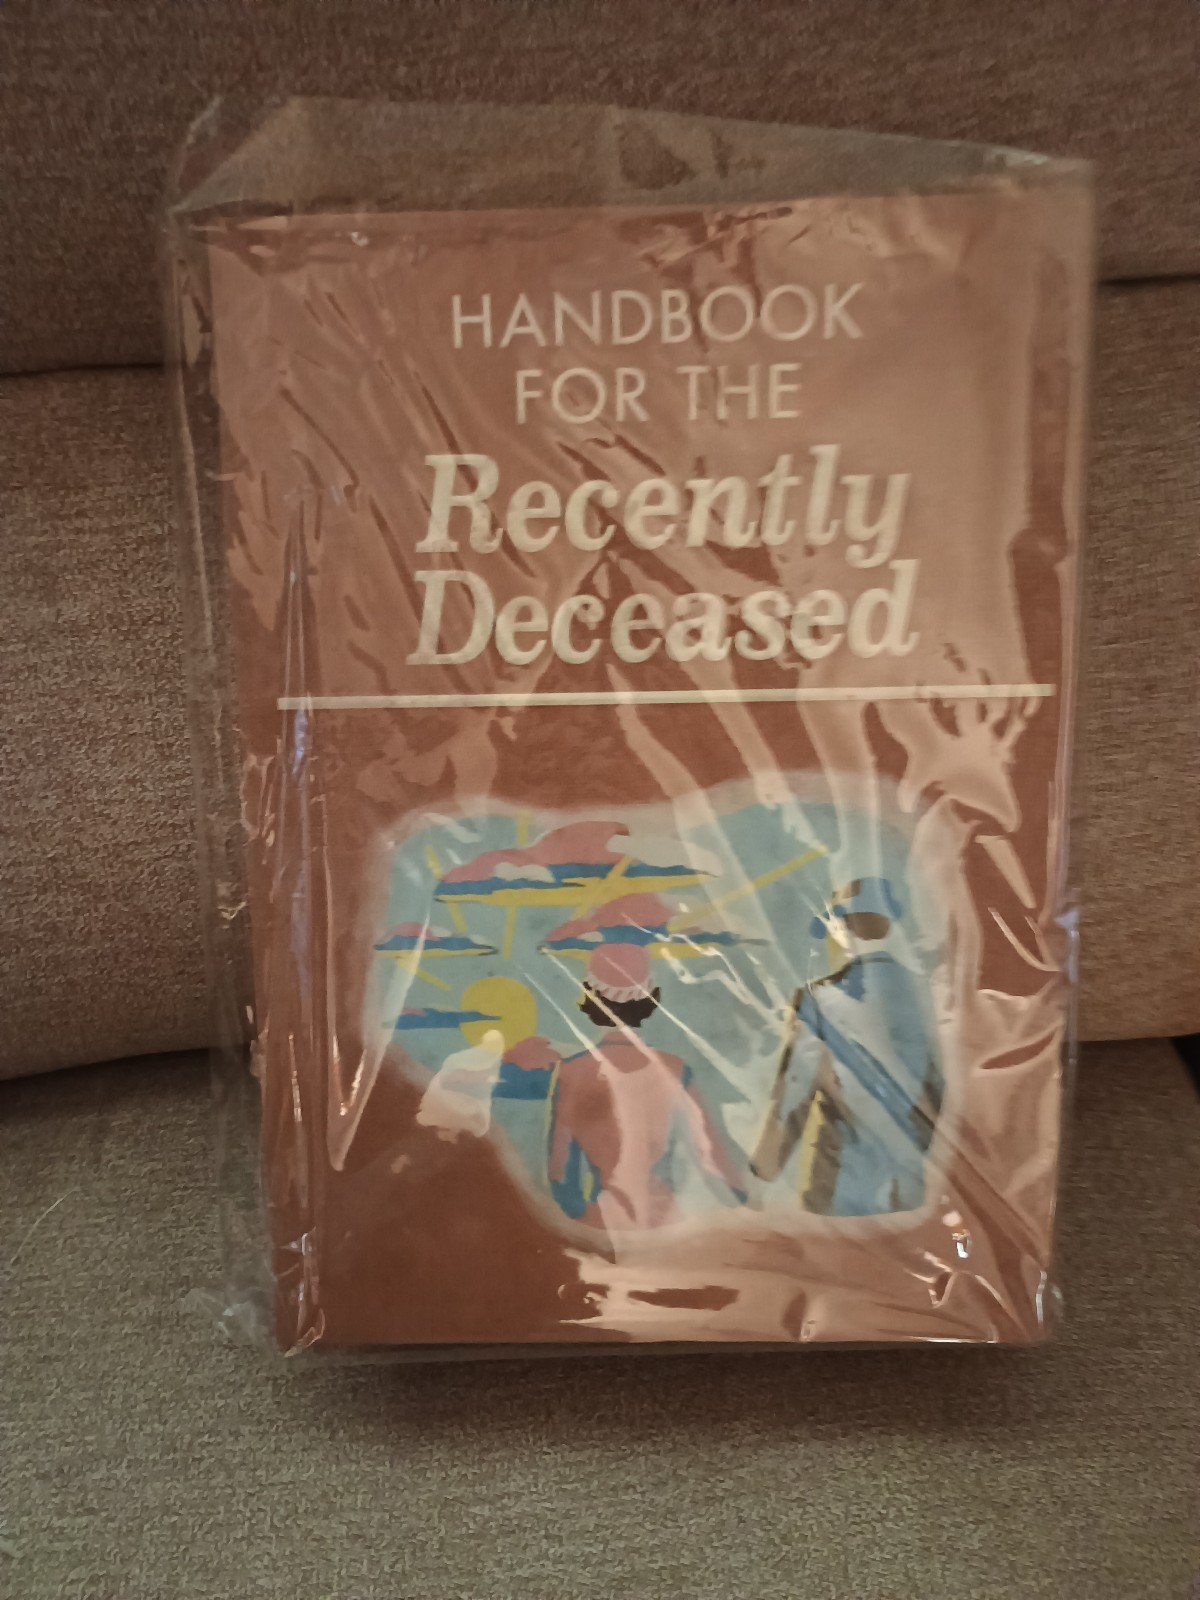 HANDBOOK
FOR THE
Recently
Deceased